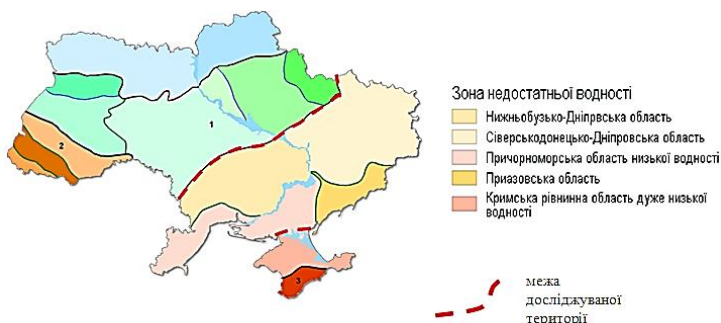 1
2
3
Зона недостатньої водності
Нижньобузько-Дніпрвська область
Сіверськодонецько-Дніпровська область
Причорноморська область низької водності
Приазовська область
Кримська рівнинна область дуже низької
водності
межа
досліджуваної
території